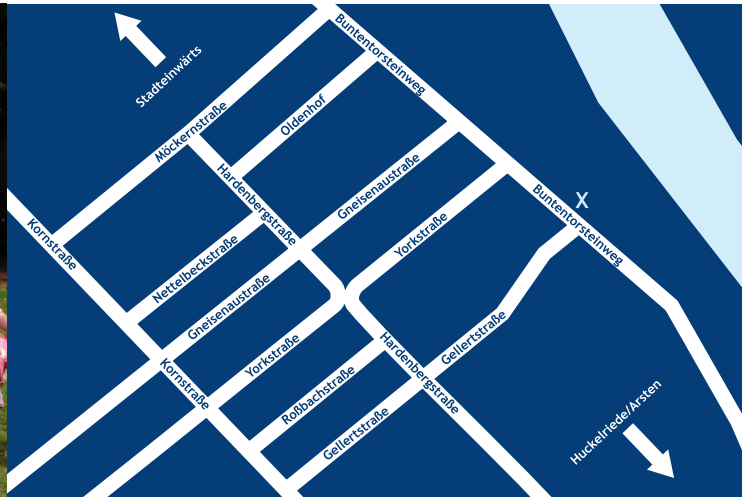 Stadteinwärts
Buntentorsteinweg
Möckernstraße
Oldenhof
Hardenbergstraße
Gneisenaustraße
Kornstraße
Nettelbeckstraße
Yorkstraße
X
Buntentorsteinweg
Gneisenaustraße
Yorkstraße
Gellertstraße
Kornstraße
Hardenbergstraße
Roßbachstraße
Gellertstraße
Huckelriede/Arsten